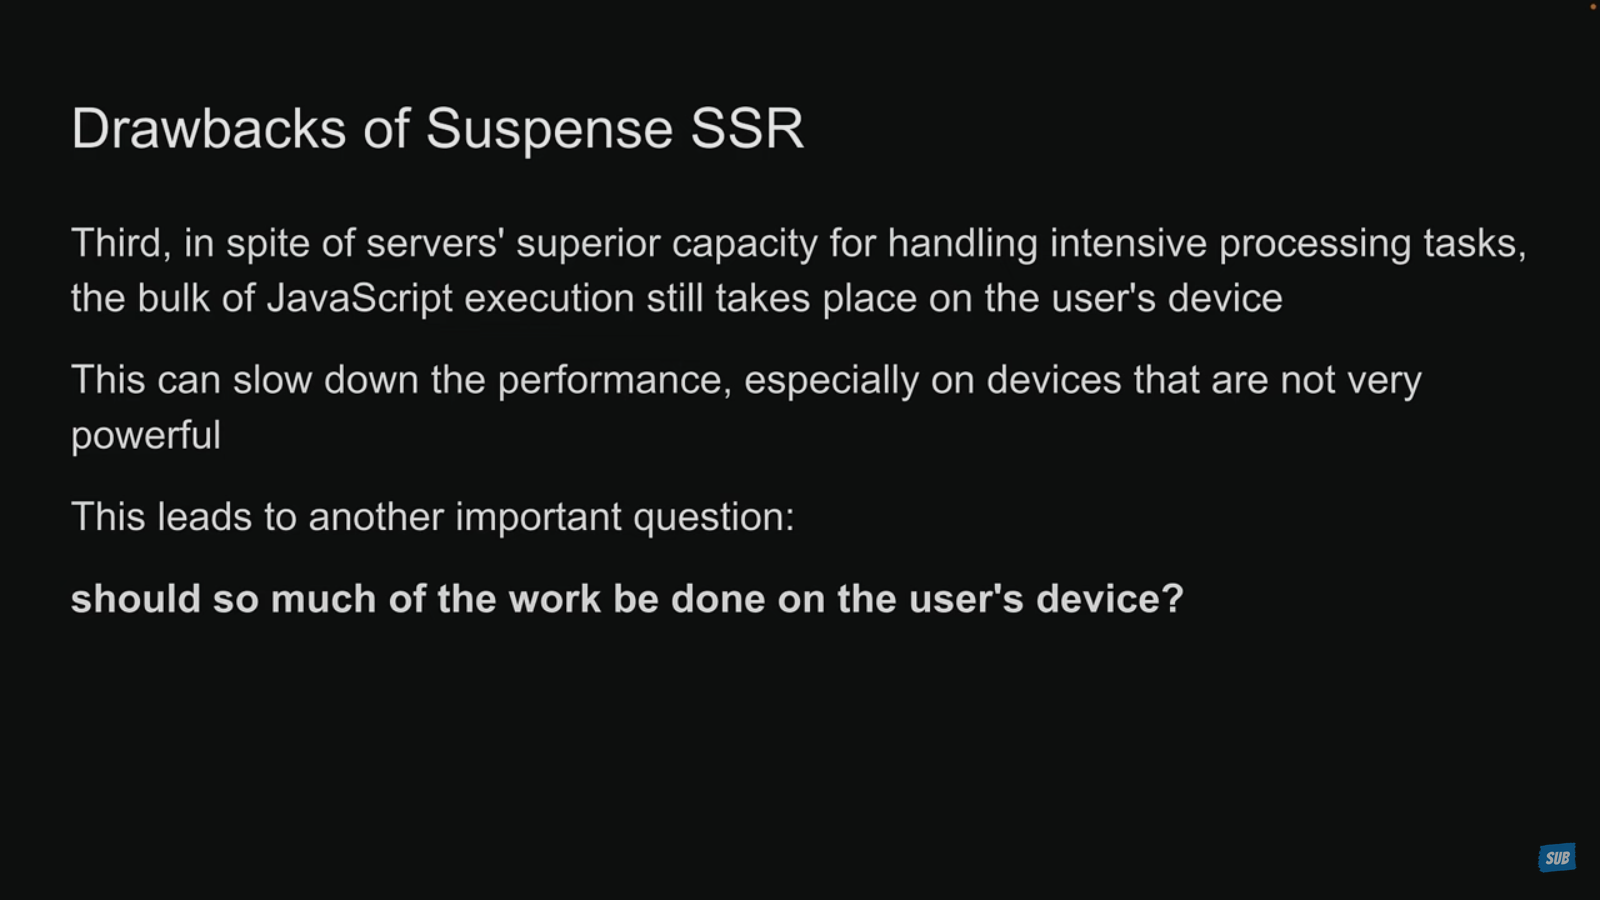 Drawbacks of Suspense SSR
Third, in spite of servers' superior capacity for handling intensive processing tasks,
the bulk of JavaScript execution still takes place on the user's device
This can slow down the performance, especially on devices that are not very
powerful
This leads to another important question:
should so much of the work be done on the user's device?
SUB